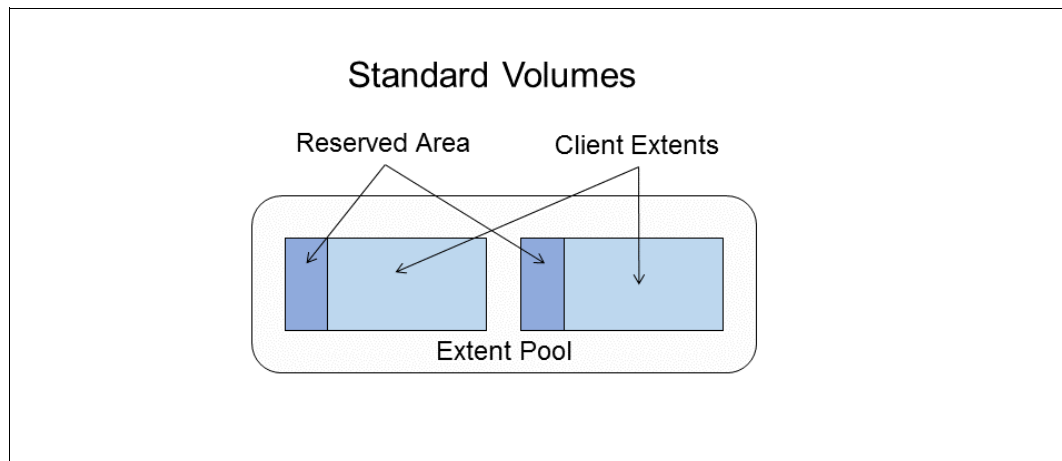 Standard Volumes
Reserved Area
Client Extents
Extent Pool